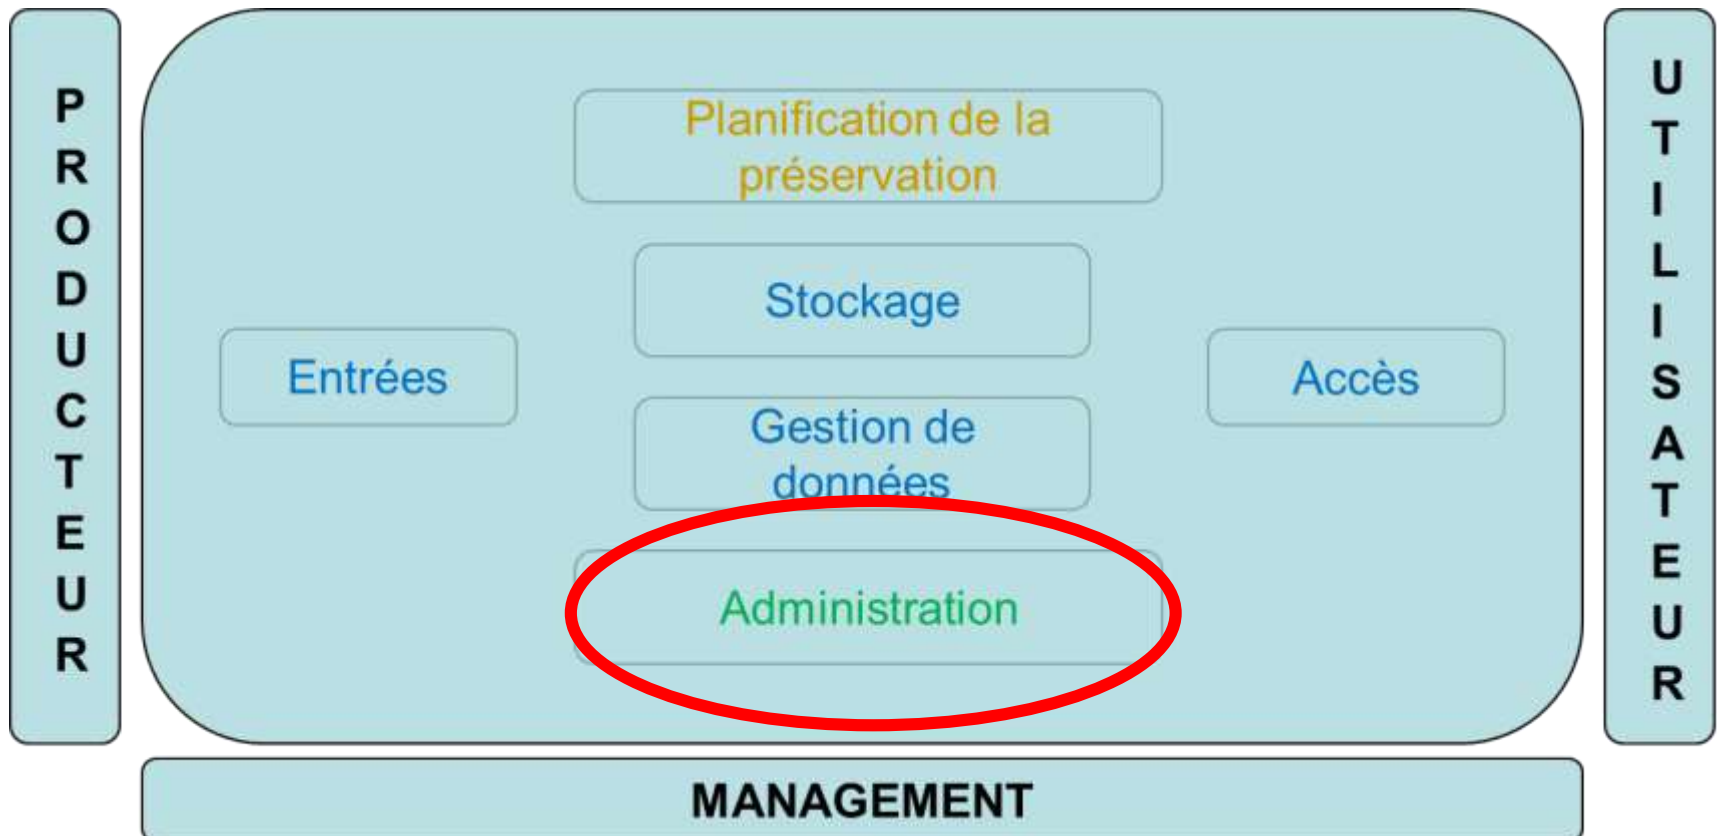 PRODUCTEUR
Planification de la
préservation
Stockage
Entrées
Accès
Gestion de
données
Administration
UTILISATEUR
MANAGEMENT